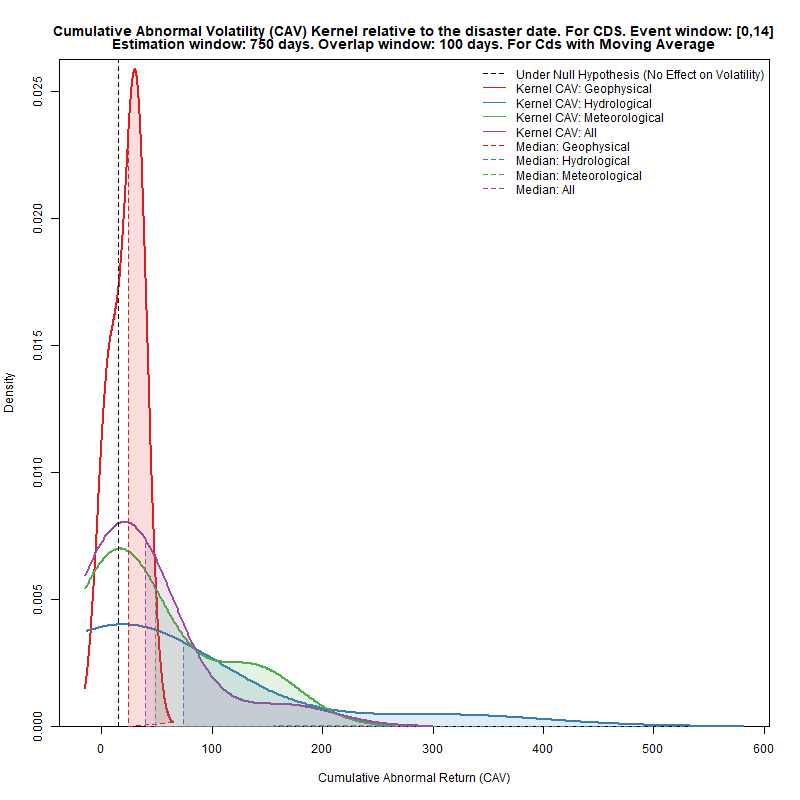 Cumulative Abnormal Volatility (CAV) Kernel relative to the disaster date. For CDS. Event window: [0,14]
Estimation window: 750 days. Overlap window: 100 days. For Cds with Moving Average
Under Null Hypothesis (No Effect on Volatility)
Kernel CAV: Geophysical
Kernel CAV: Hydrological
Kernel CAV: Meteorological
Kernel CAV: All
Median: Geophysical
Median: Hydrological
Median: Meteorological
Median: All
Density
0.025
0.020
0.015
0.010
0.005
0.000
0
100
200
300
400
500
600
Cumulative Abnormal Return (CAV)